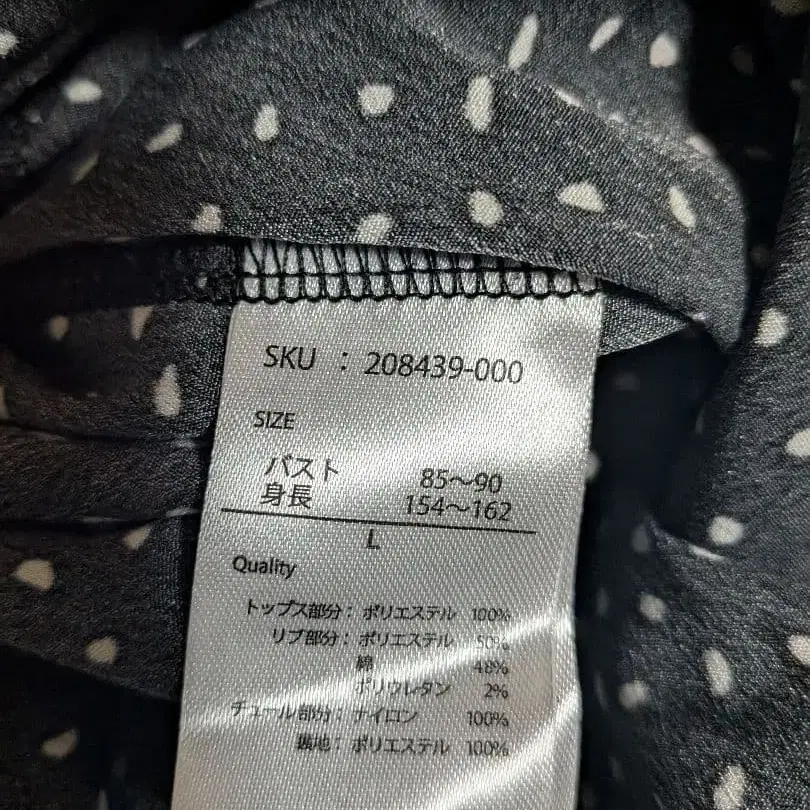 SKU : 208439-000
SIZE
バスト 85～90
身長 154～162
L
Quality
トップス部分： ポリエステル 100%
リブ部分： ポリエステル 50%
綿 48%
ポリウレタン 2%
チュール部分： ナイロン 100%
裏地： ポリエステル 100%